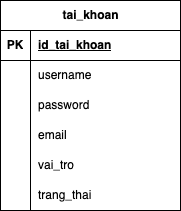 tai_khoan
PK id_tai_khoan
username
password
email
vai_tro
trang_thai